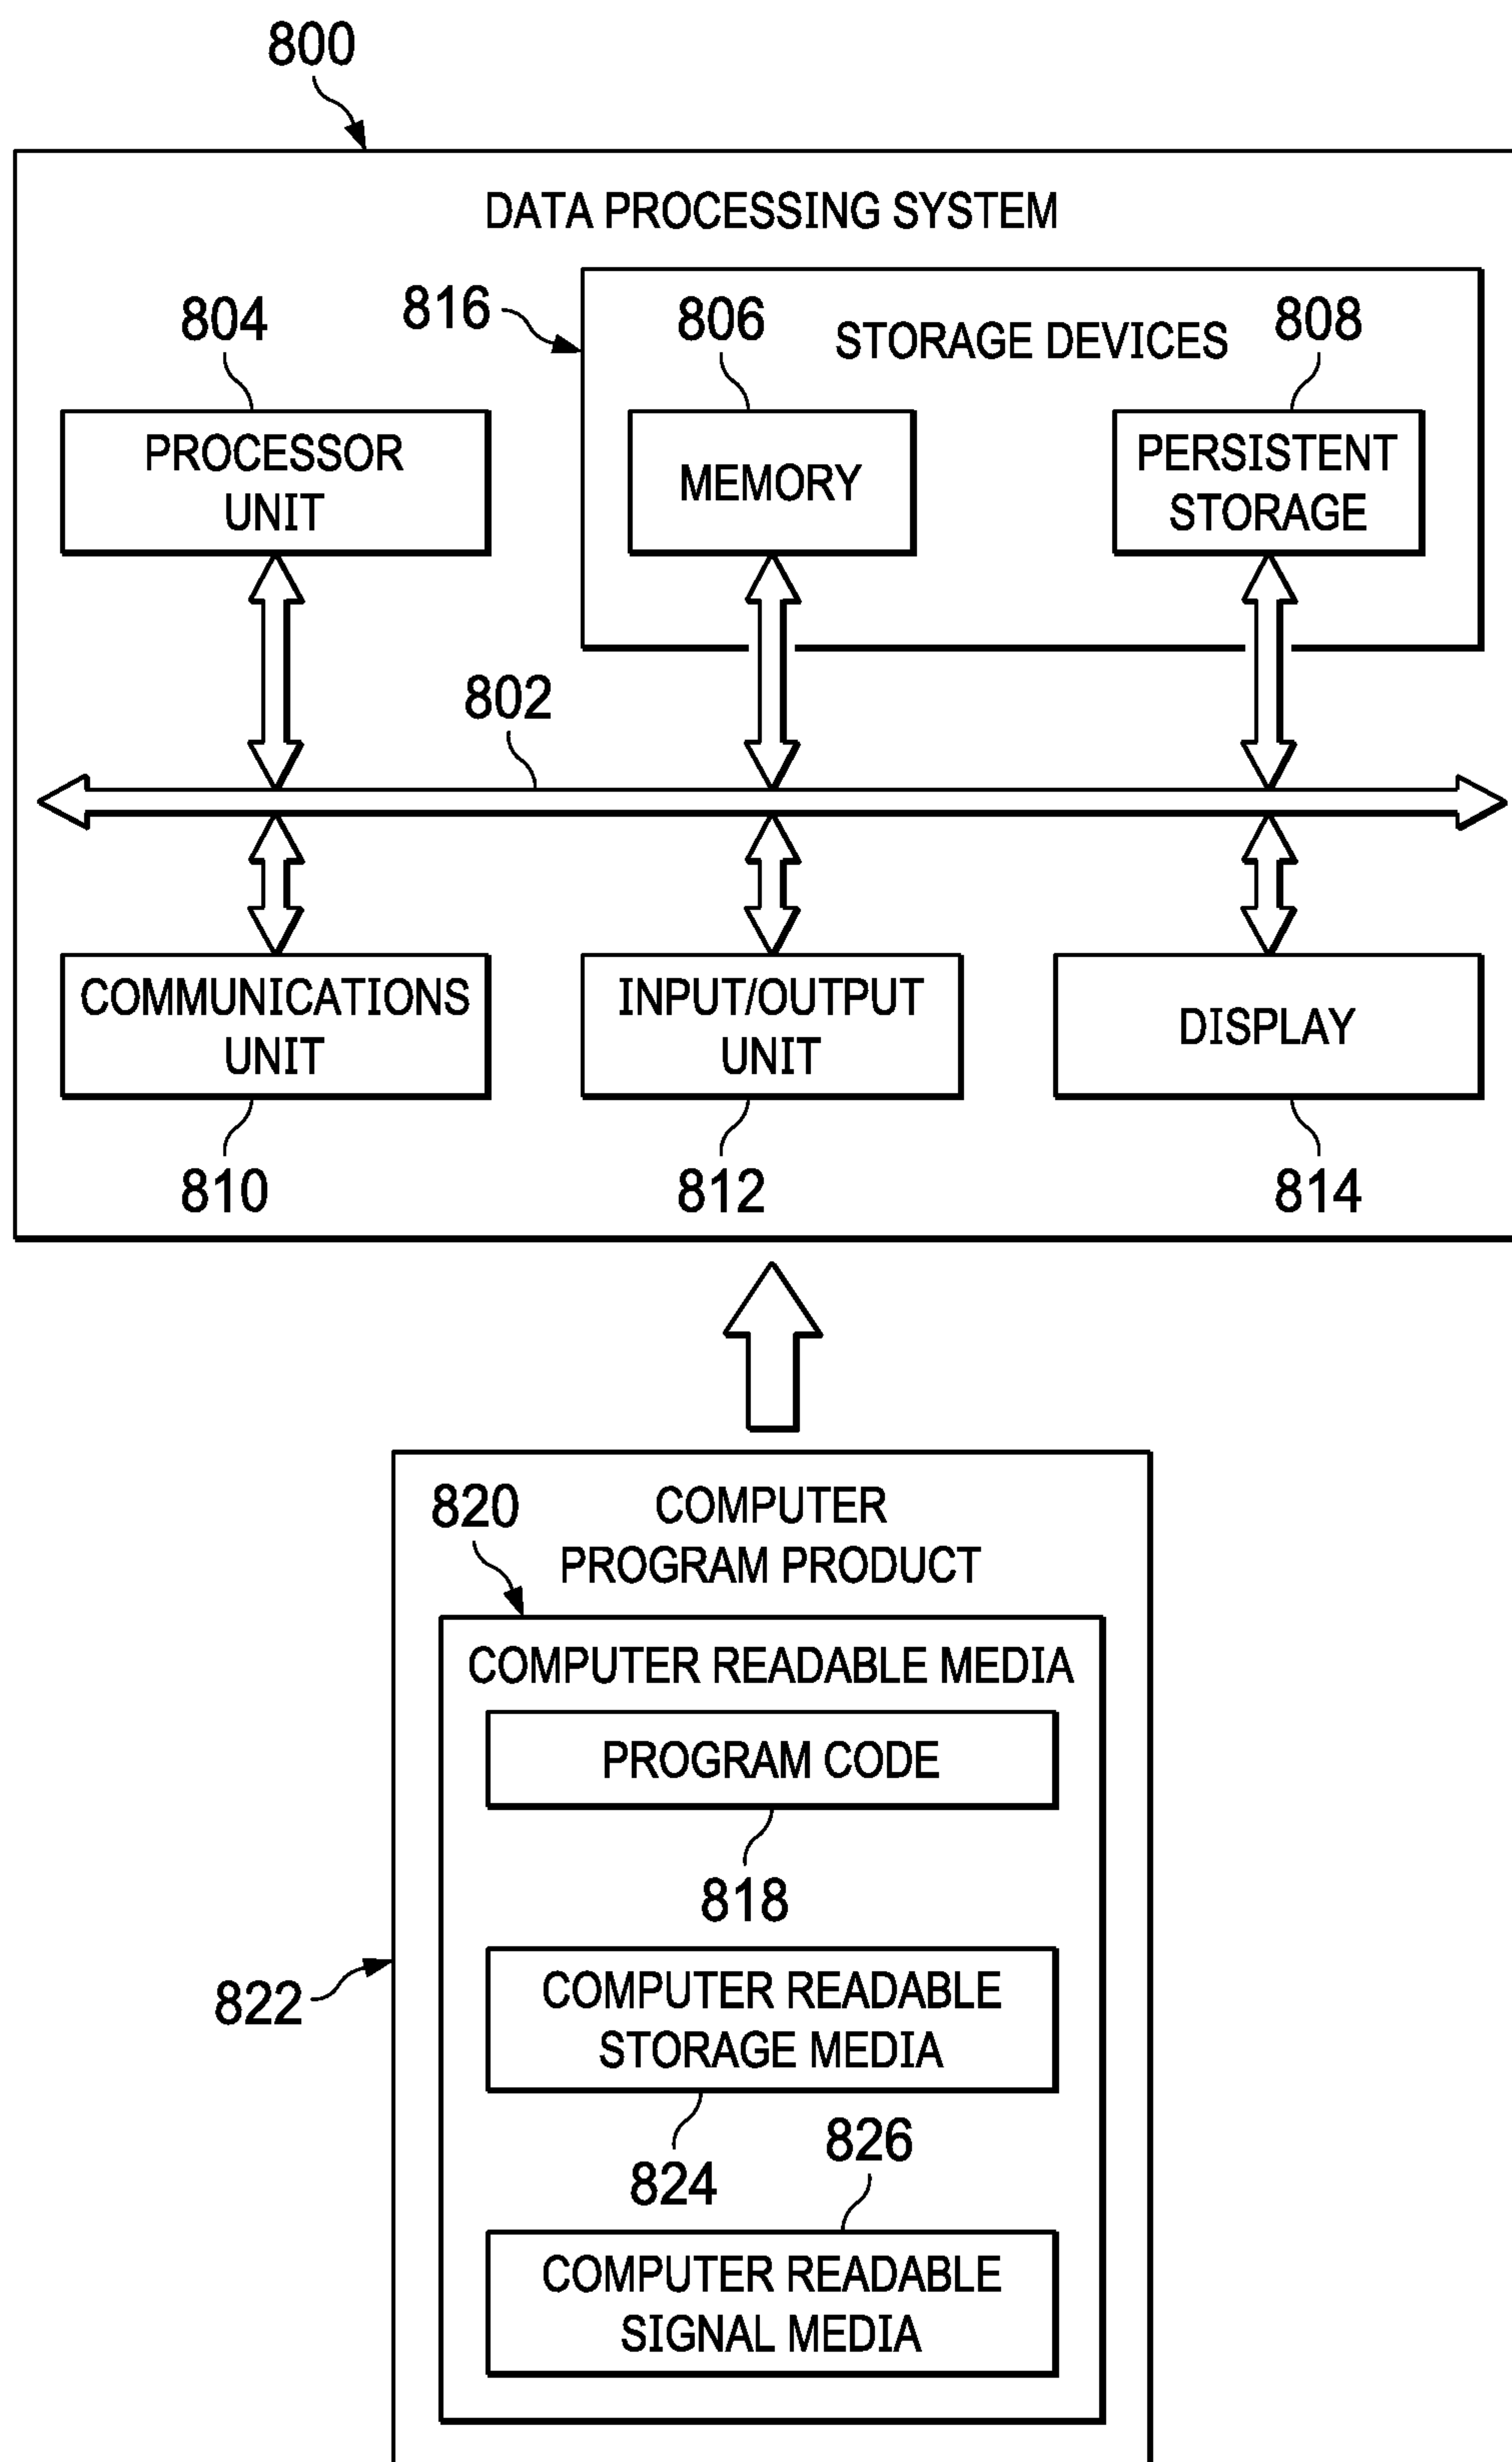 800
DATA PROCESSING SYSTEM
816
804
806
STORAGE DEVICES
808
PROCESSOR
UNIT
MEMORY
PERSISTENT
STORAGE
802
COMMUNICATIONS
UNIT
INPUT/OUTPUT
UNIT
DISPLAY
810
812
814
820
COMPUTER
PROGRAM PRODUCT
COMPUTER READABLE MEDIA
PROGRAM CODE
818
822
COMPUTER READABLE
STORAGE MEDIA
824
826
COMPUTER READABLE
SIGNAL MEDIA